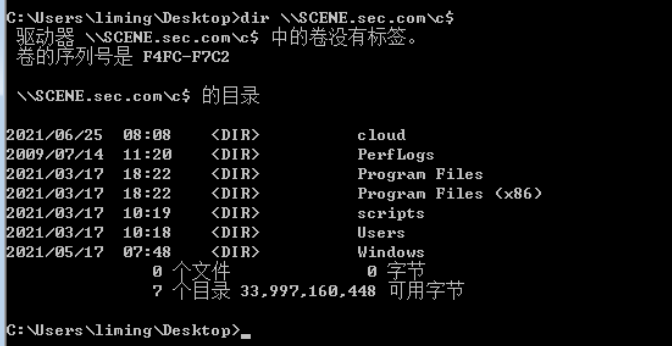 C:\Users\liming\Desktop>dir \\SCENE.sec.com\c$
驱动器 \\SCENE.sec.com\c$ 中的卷没有标签。
卷的序列号是 F4FC-F7C2
\\SCENE.sec.com\c$ 的目录
2021/06/25  08:08    <DIR>          cloud
2009/07/14  11:20    <DIR>          PerfLogs
2021/03/17  18:22    <DIR>          Program Files
2021/03/17  18:22    <DIR>          Program Files (x86)
2021/03/17  10:19    <DIR>          scripts
2021/03/17  10:18    <DIR>          Users
2021/05/17  07:48    <DIR>          Windows
0 个文件              0 字节
7 个目录 33,997,160,448 可用字节
C:\Users\liming\Desktop>_